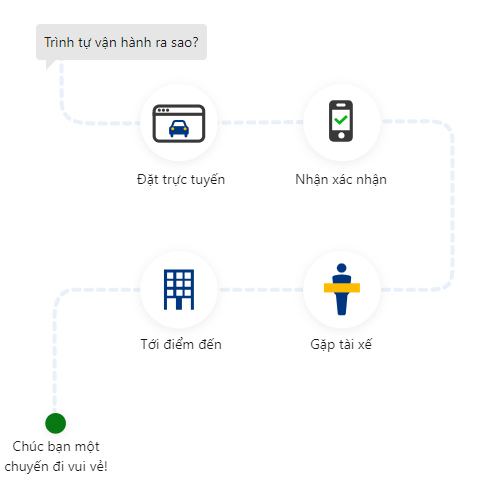 Trình tự vận hành ra sao?
Đặt trực tuyến
Nhận xác nhận
Tới điểm đến
Gặp tài xế
Chúc bạn một
chuyến đi vui vẻ!